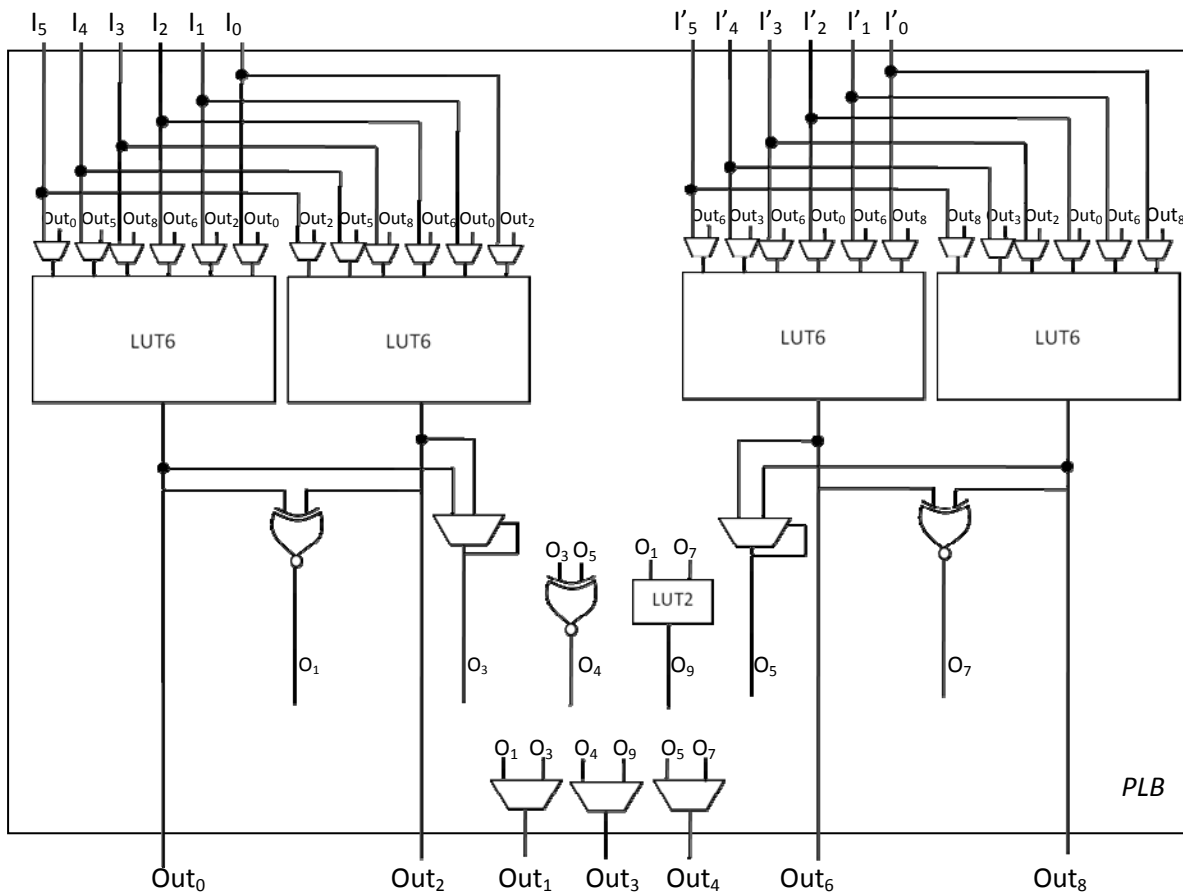 I5 I4 I3 I2 I1 I0 I'5 I'4 I'3 I'2 I'1 I'0
Out0 Out5 Out8 Out6 Out2 Out0 Out2 Out5 Out8 Out6 Out0 Out2 Out6 Out3 Out6 Out0 Out6 Out8 Out8 Out3 Out2 Out0 Out6 Out8
LUT6 LUT6 LUT6 LUT6
O3 O5 O1 O7
LUT2
O1 O3 O4 O9 O5 O7
O1 O3 O4 O9 O5 O7
PLB
Out0 Out2 Out1 Out3 Out4 Out6 Out8